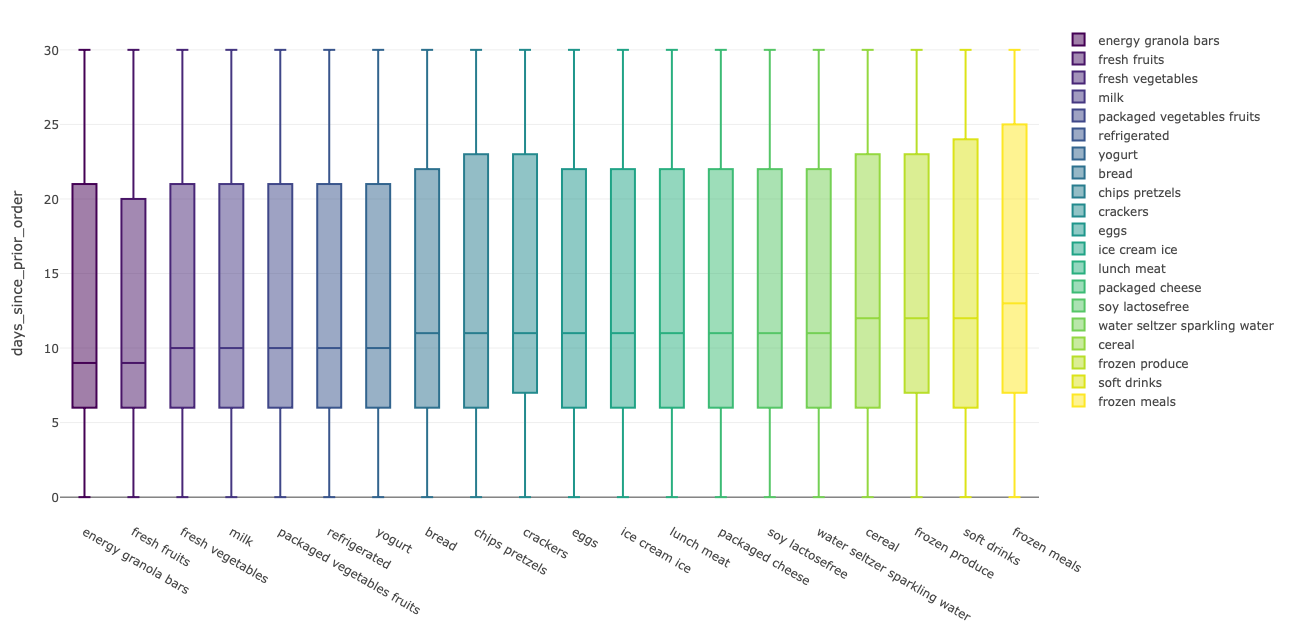 days_since_prior_order
30
25
20
15
10
5
0
energy granola bars
fresh fruits
fresh vegetables
milk
packaged vegetables fruits
refrigerated
yogurt
bread
chips pretzels
crackers
eggs
ice cream ice
lunch meat
packaged cheese
soy lactosefree
water seltzer sparkling water
cereal
frozen produce
soft drinks
frozen meals
energy granola bars
fresh fruits
fresh vegetables
milk
packaged vegetables fruits
refrigerated
yogurt
bread
chips pretzels
crackers
eggs
ice cream ice
lunch meat
packaged cheese
soy lactosefree
water seltzer sparkling water
cereal
frozen produce
soft drinks
frozen meals